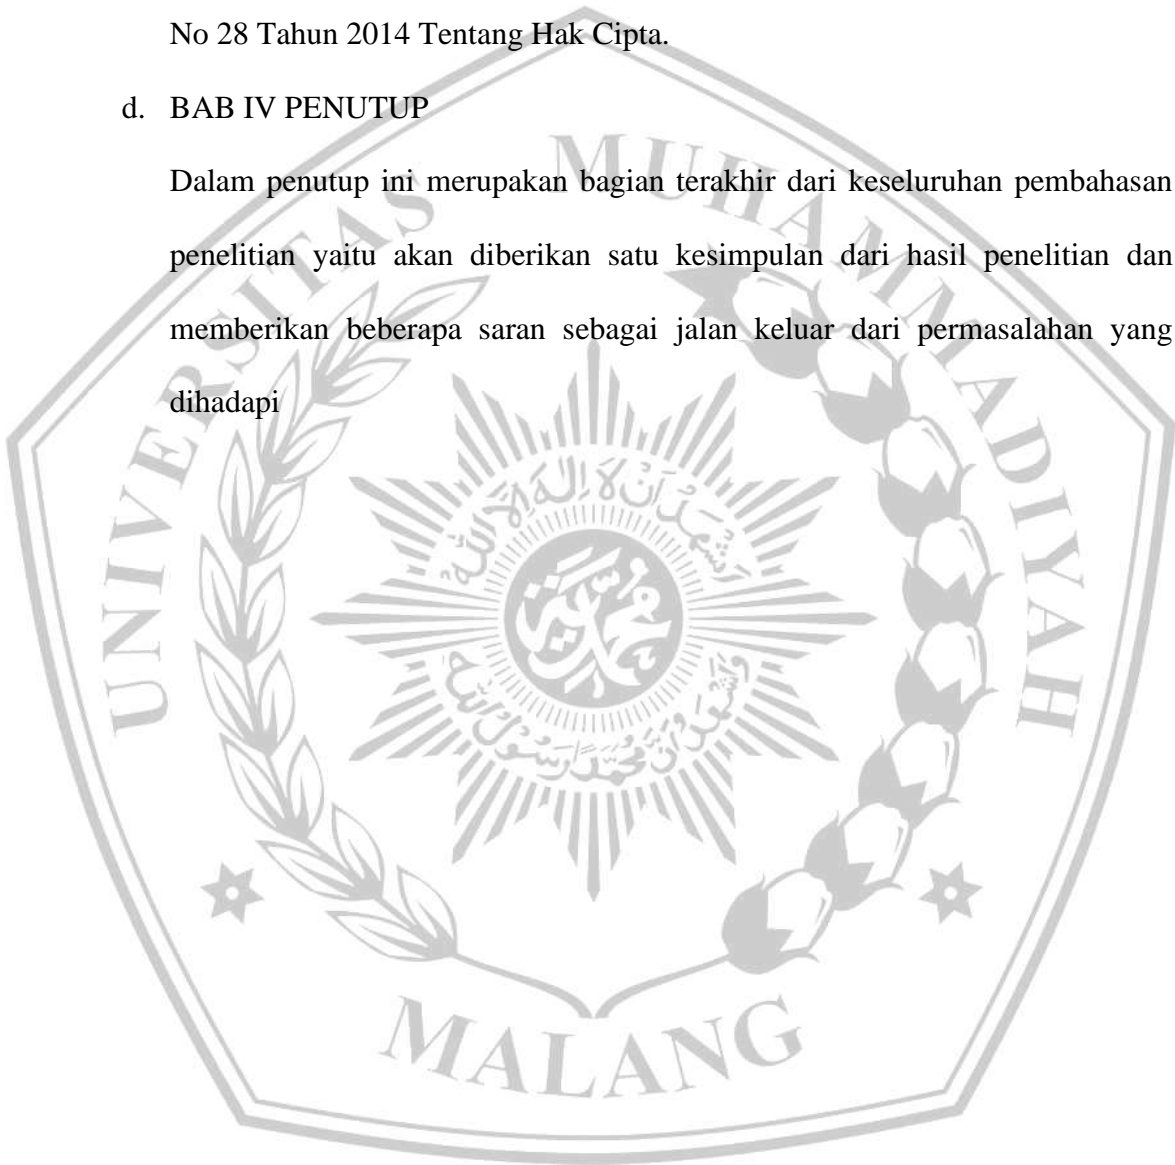 No 28 Tahun 2014 Tentang Hak Cipta.
d. BAB IV PENUTUP
Dalam penutup ini merupakan bagian terakhir dari keseluruhan pembahasan
penelitian yaitu akan diberikan satu kesimpulan dari hasil penelitian dan
memberikan beberapa saran sebagai jalan keluar dari permasalahan yang
dihadapi
UNIVERSITAS MUHAMMADIYAH
MALANG